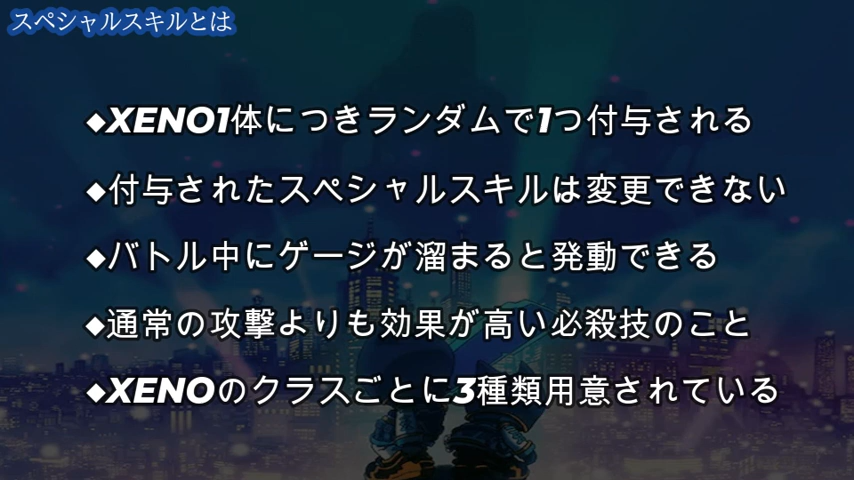 スペシャルスキルとは
◆XENO1体につきランダムで1つ付与される
◆付与されたスペシャルスキルは変更できない
◆バトル中にゲージが溜まると発動できる
◆通常の攻撃よりも効果が高い必殺技のこと
◆XENOのクラスごとに3種類用意されている